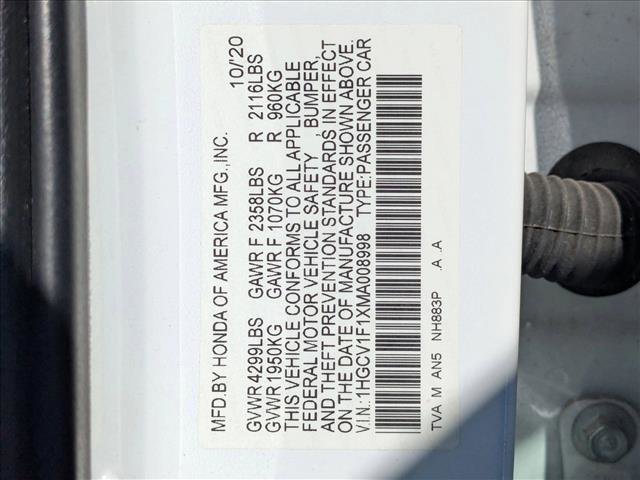 MFD.BY HONDA OF AMERICA MFG.,INC. 10/'20
GVWR 4299LBS GAWR F 2358LBS R 2116LBS
GVWR 1950KG GAWR F 1070KG R 960KG
THIS VEHICLE CONFORMS TO ALL APPLICABLE
FEDERAL MOTOR VEHICLE SAFETY , BUMPER,
AND THEFT PREVENTION STANDARDS IN EFFECT
ON THE DATE OF MANUFACTURE SHOWN ABOVE.
V.I.N.:1HGCV1F1XMA008998 TYPE:PASSENGER CAR
TVA M AN5 NH883P .A .A